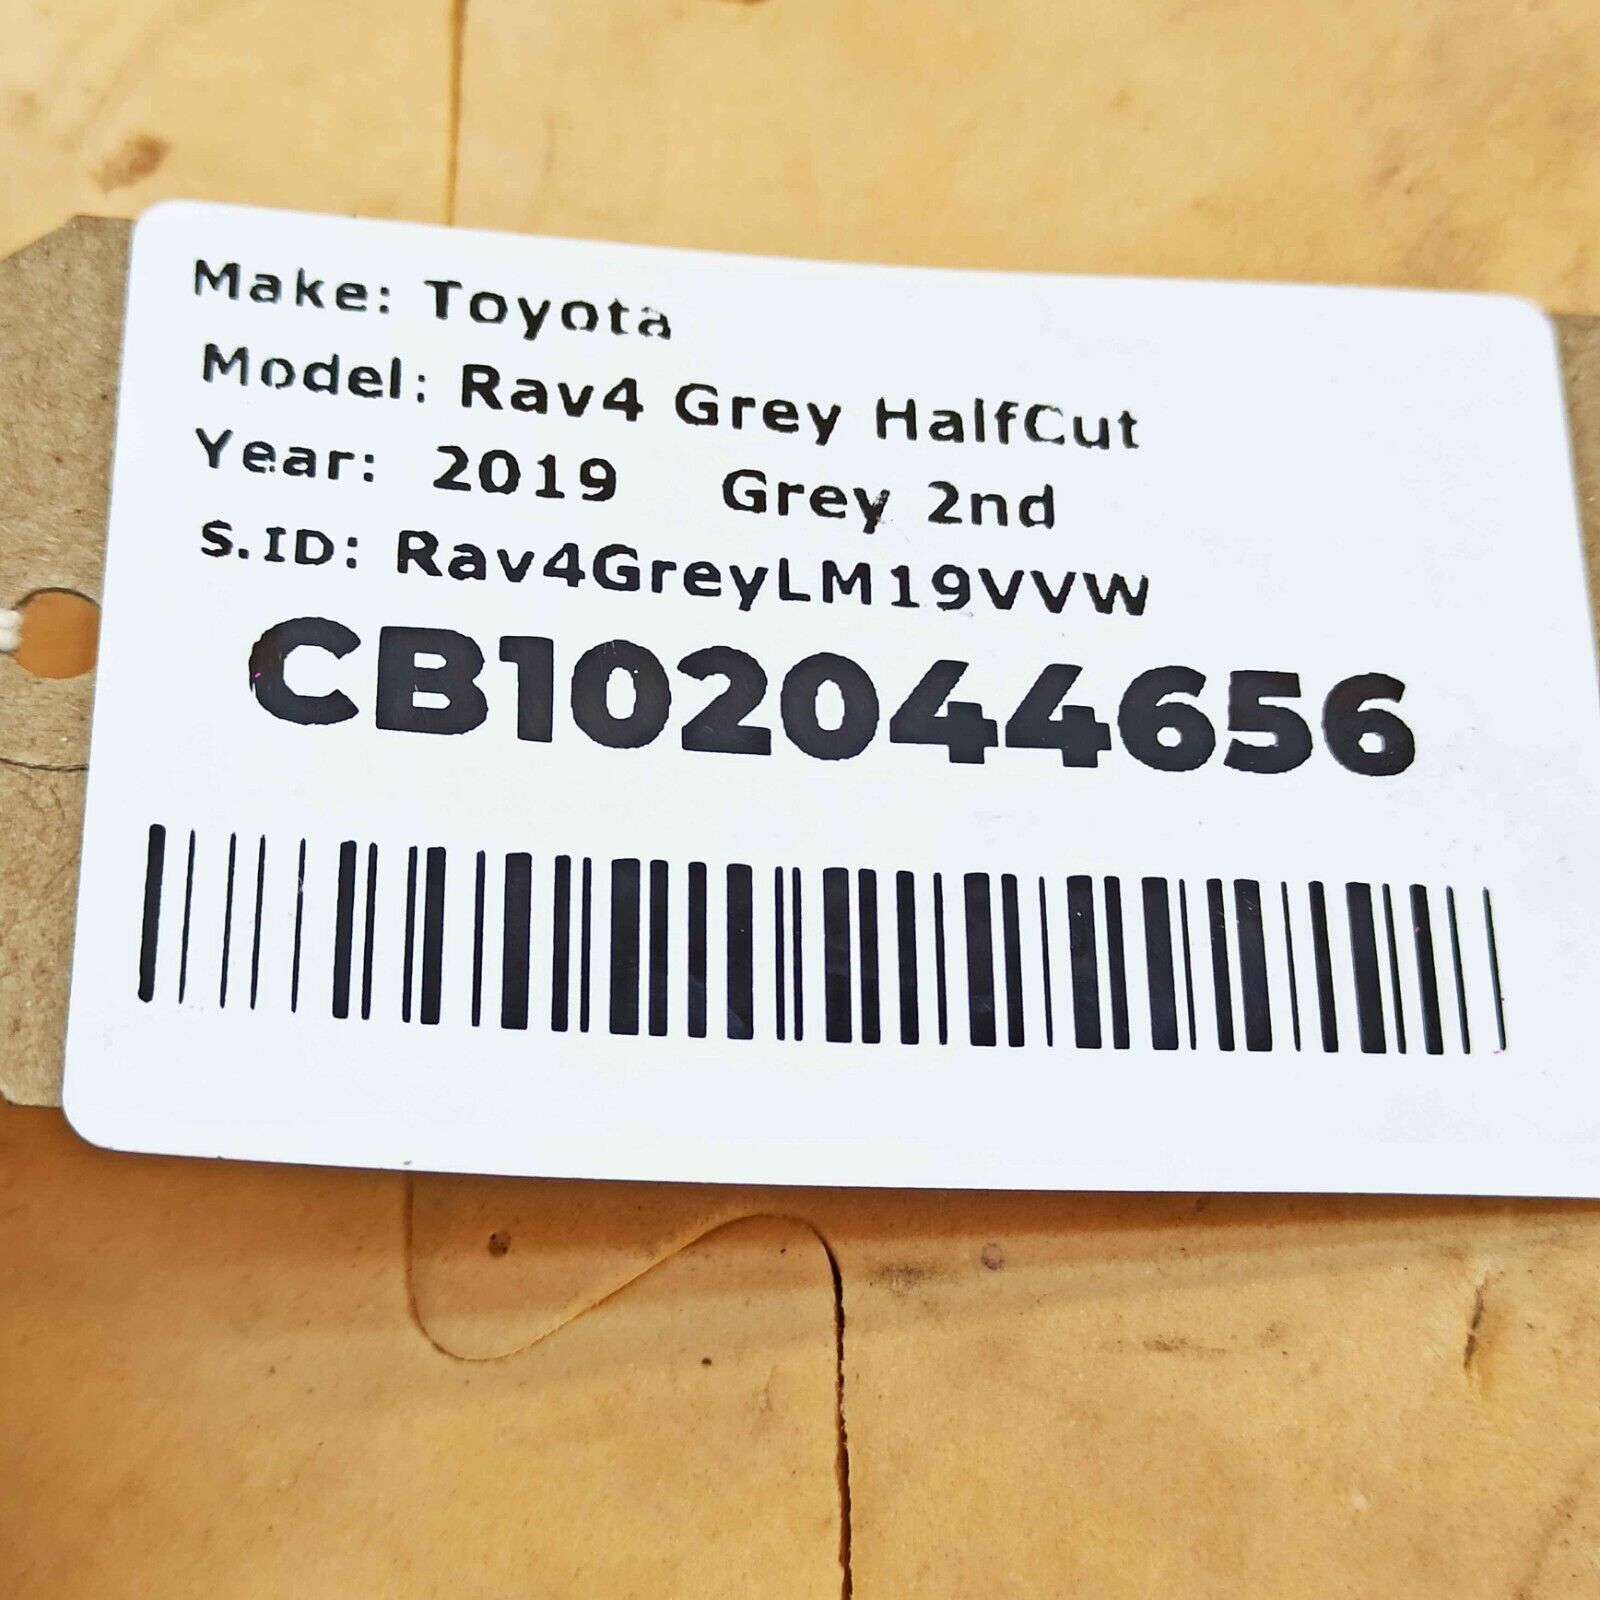 Make: Toyota
Model: Rav4 Grey HalfCut
Year: 2019 Grey 2nd
S.ID: Rav4GreyLM19VVW
CB102044656